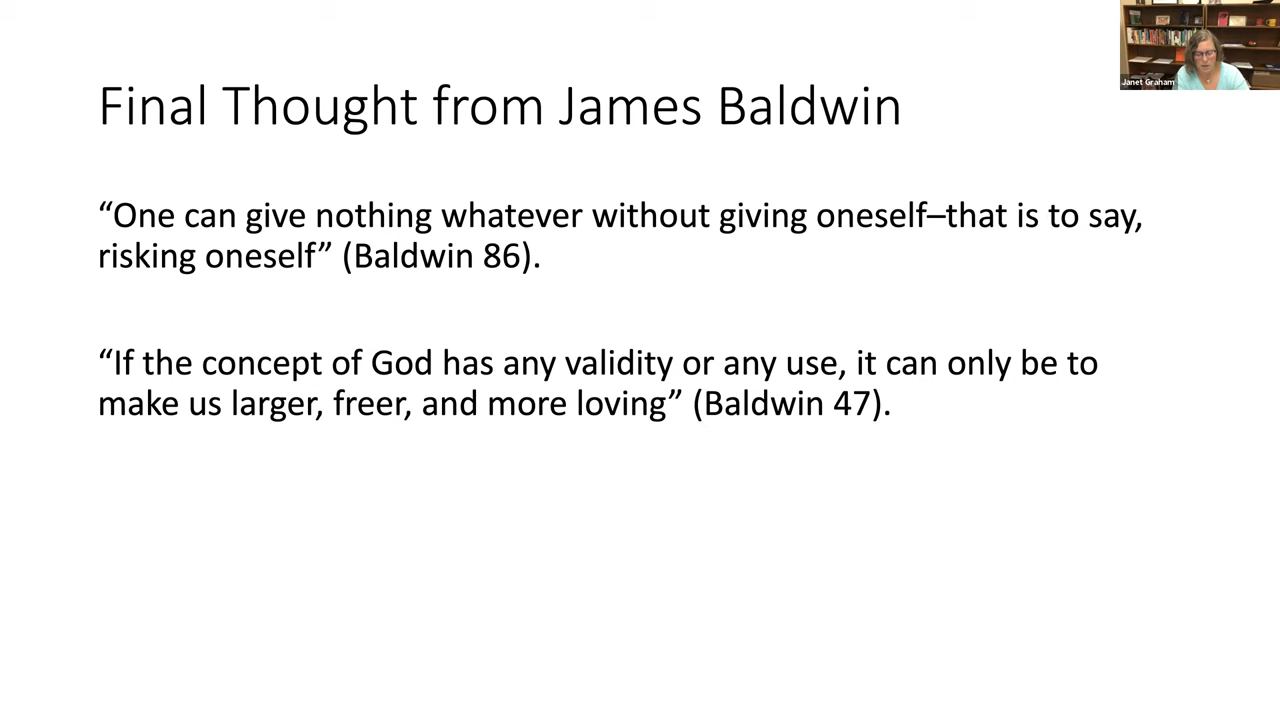 Janet Graham
Final Thought from James Baldwin
“One can give nothing whatever without giving oneself–that is to say,
risking oneself” (Baldwin 86).
“If the concept of God has any validity or any use, it can only be to
make us larger, freer, and more loving” (Baldwin 47).